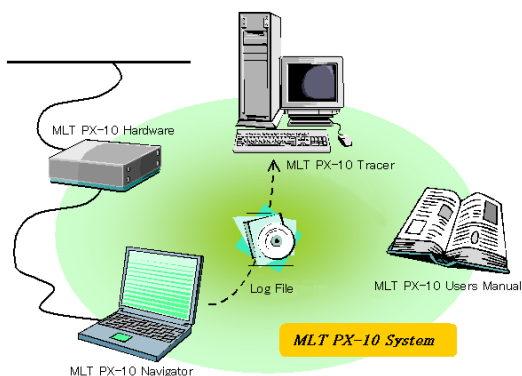 MLT PX-10 Hardware
MLT PX-10 Tracer
Log File
MLT PX-10 Users Manual
MLT PX-10 System
MLT PX-10 Navigator